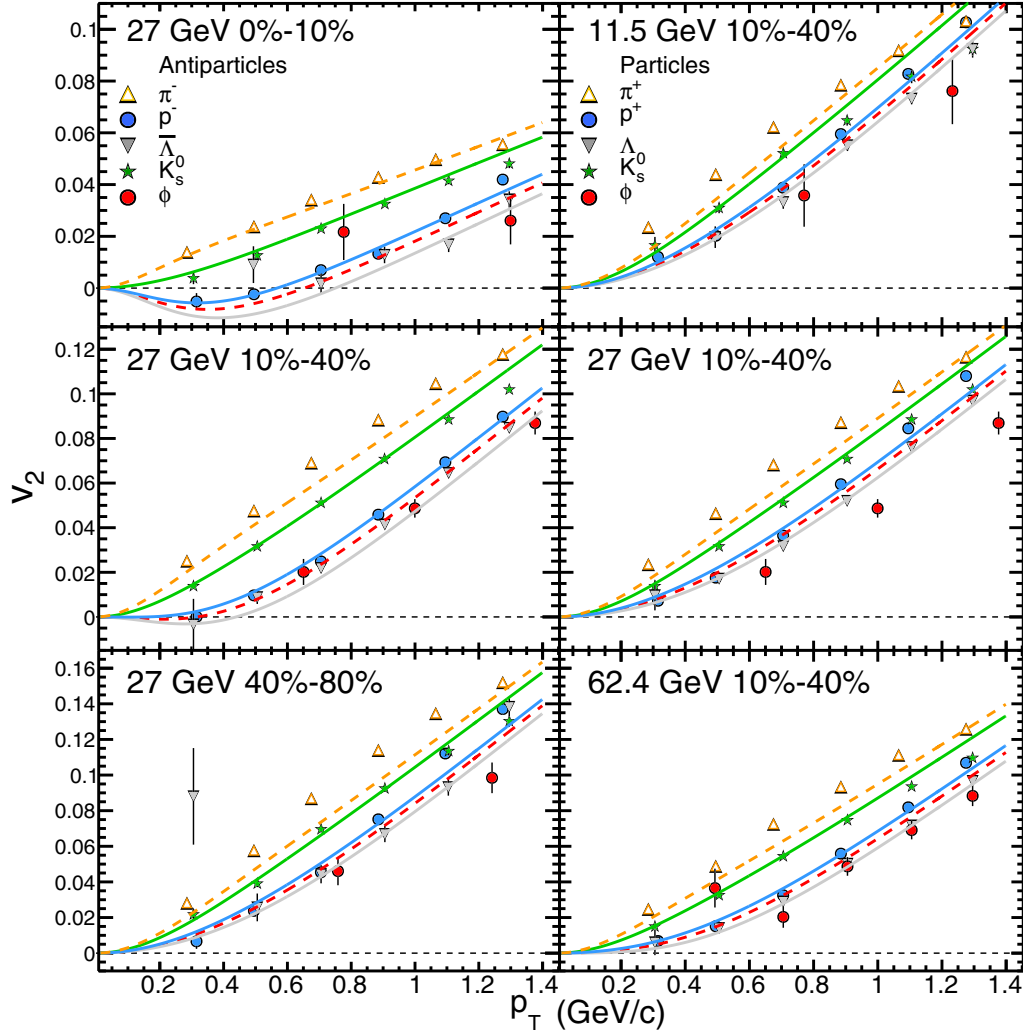 27 GeV 0%-10%
Antiparticles
π-
p-
Λ̅
K0s
ϕ
0.1
0.08
0.06
0.04
0.02
0
11.5 GeV 10%-40%
Particles
π+
p+
Λ
K0s
ϕ
27 GeV 10%-40%
0.12
0.1
0.08
0.06
0.04
0.02
0
27 GeV 10%-40%
v2
27 GeV 40%-80%
0.16
0.14
0.12
0.1
0.08
0.06
0.04
0.02
0
62.4 GeV 10%-40%
0.2 0.4 0.6 0.8 1 1.2 1.4
0.2 0.4 0.6 0.8 1 1.2 1.4
pT (GeV/c)